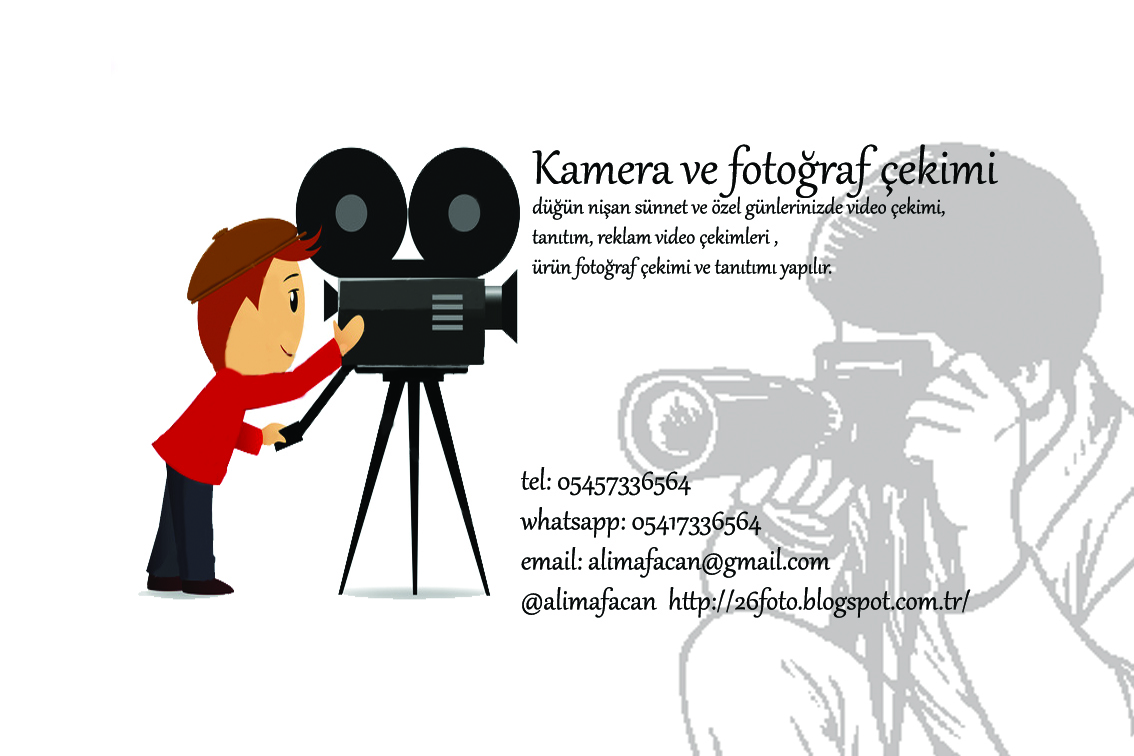 Kamera ve fotoğraf çekimi
düğün nişan sünnet ve özel günlerinizde video çekimi,
tanıtım, reklam video çekimleri ,
ürün fotoğraf çekimi ve tanıtımı yapılır.
tel: 05457336564
whatsapp: 05417336564
email: alimafacan@gmail.com
@alimafacan http://26foto.blogspot.com.tr/